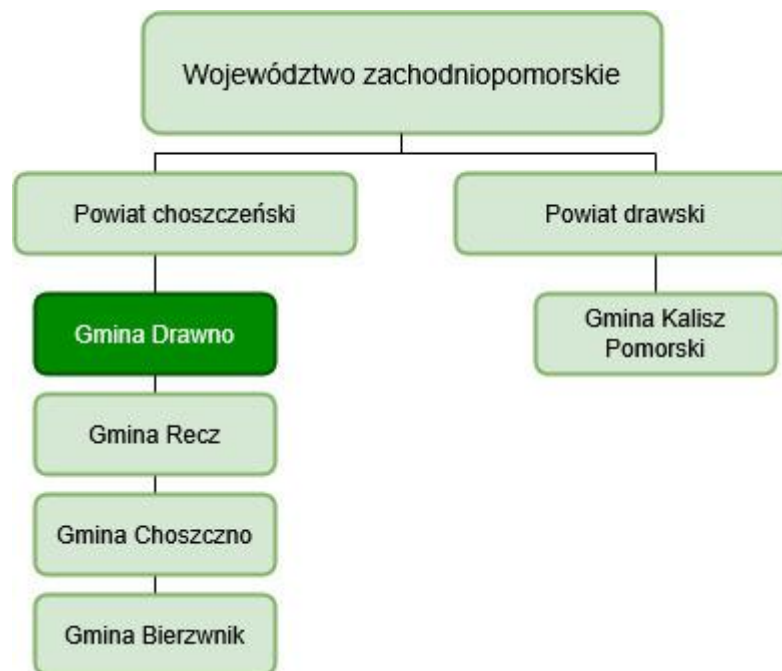 Województwo zachodniopomorskie
Powiat choszczeński
Powiat drawski
Gmina Drawno
Gmina Kalisz
Pomorski
Gmina Recz
Gmina Choszczno
Gmina Bierzwnik